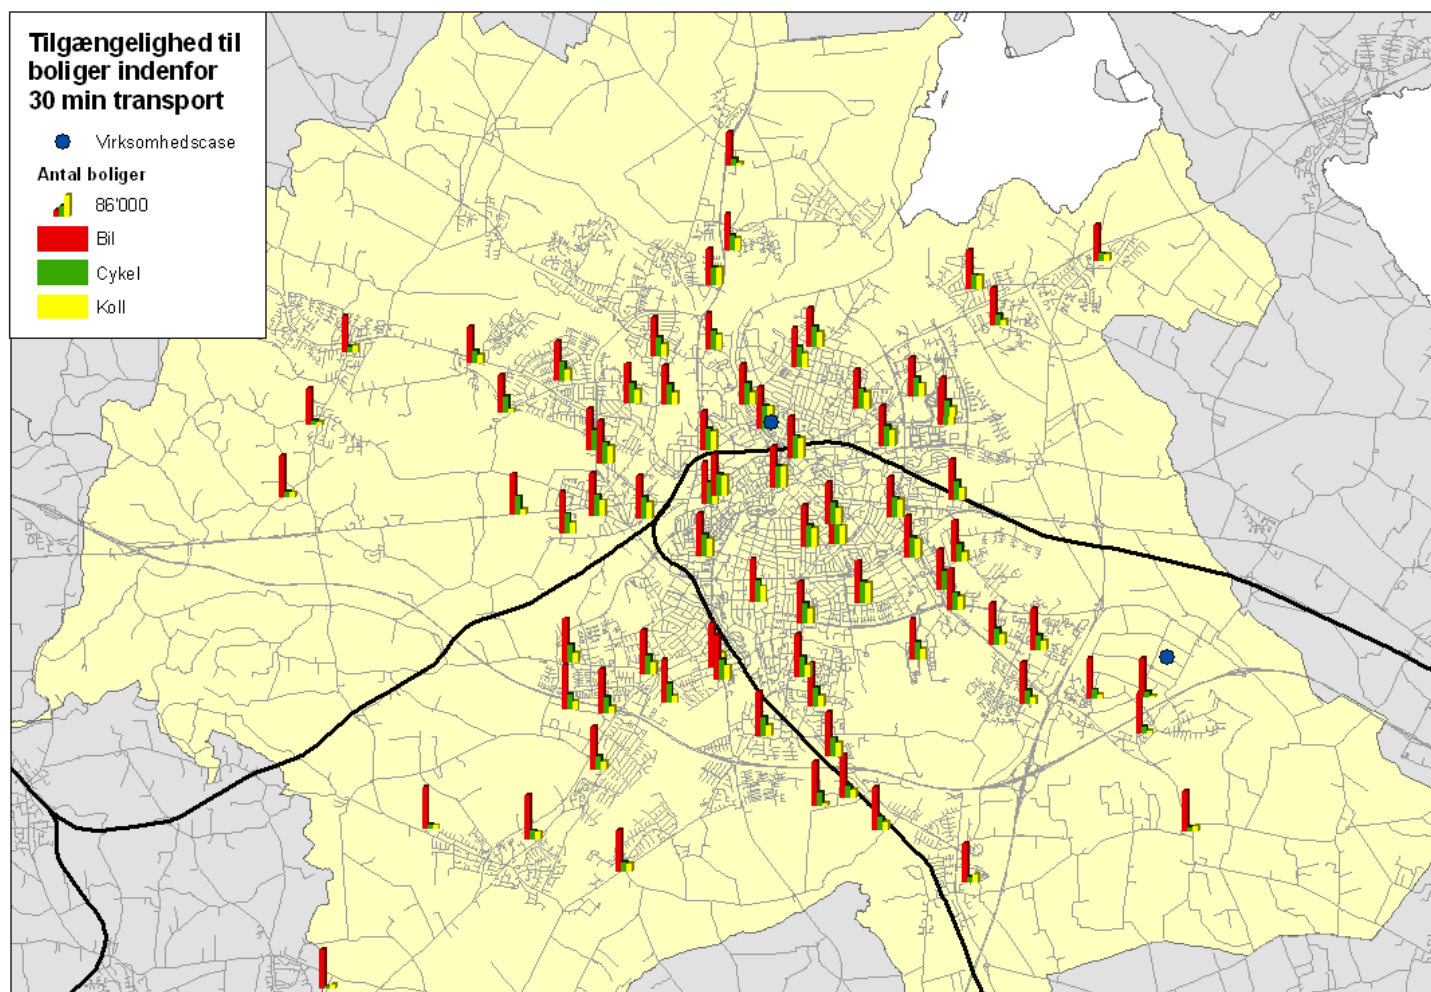 Tilgængelighed til
boliger indenfor
30 min transport
Virksomhedscase
Antal boliger
86'000
Bil
Cykel
Koll